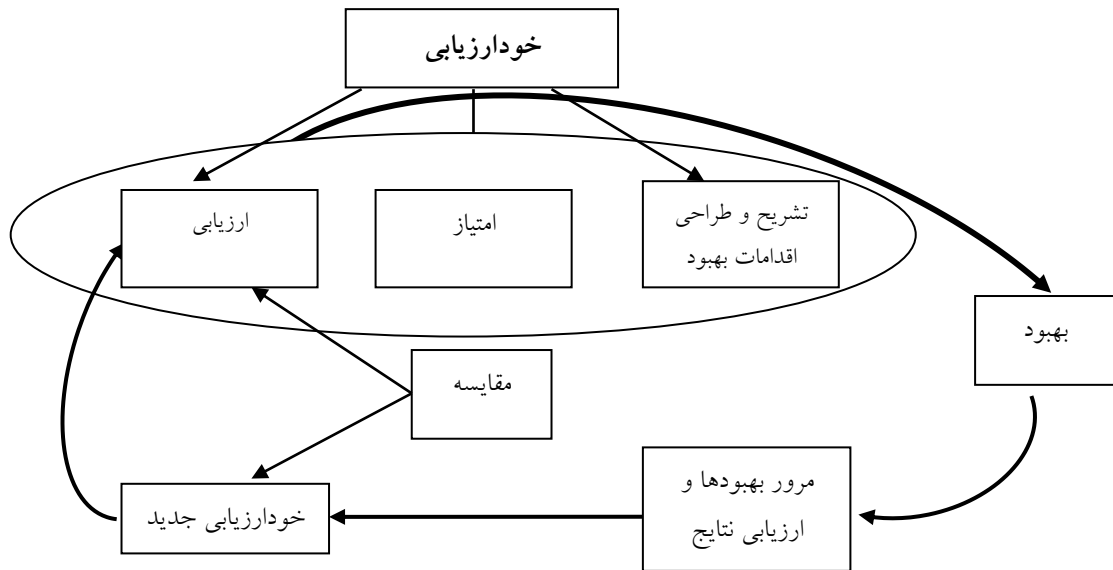 خودارزیابی
تشریح و طراحی
اقدامات بهبود
امتیاز
ارزیابی
بهبود
مقایسه
مرور بهبودها و
ارزیابی نتایج
خودارزیابی جدید